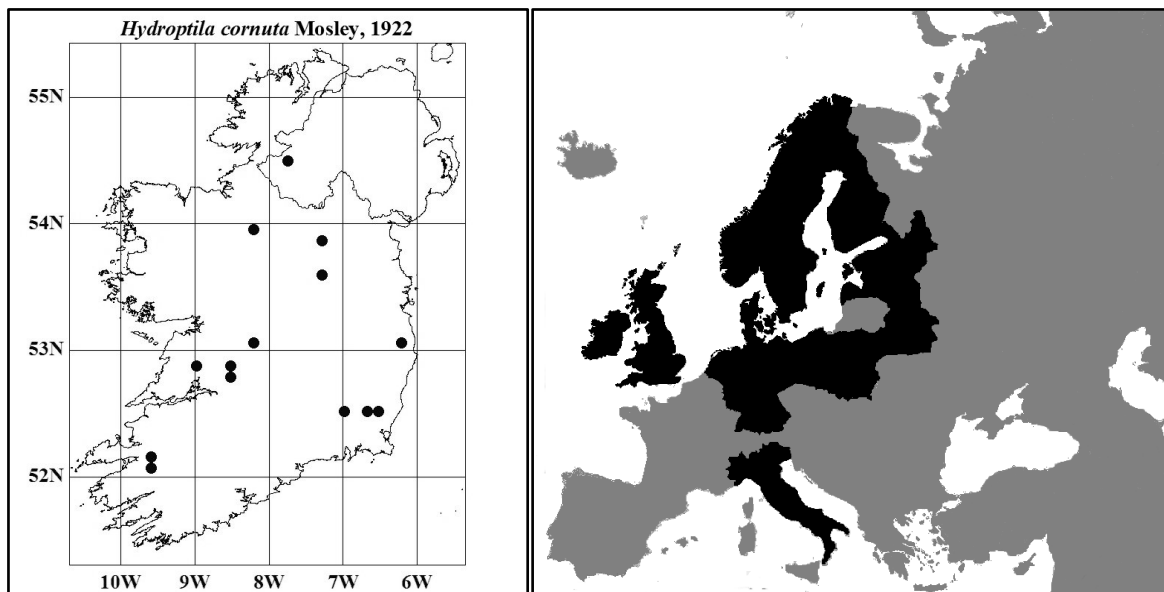 Hydroptila cornuta Mosley, 1922
55N
54N
53N
52N
10W 9W 8W 7W 6W